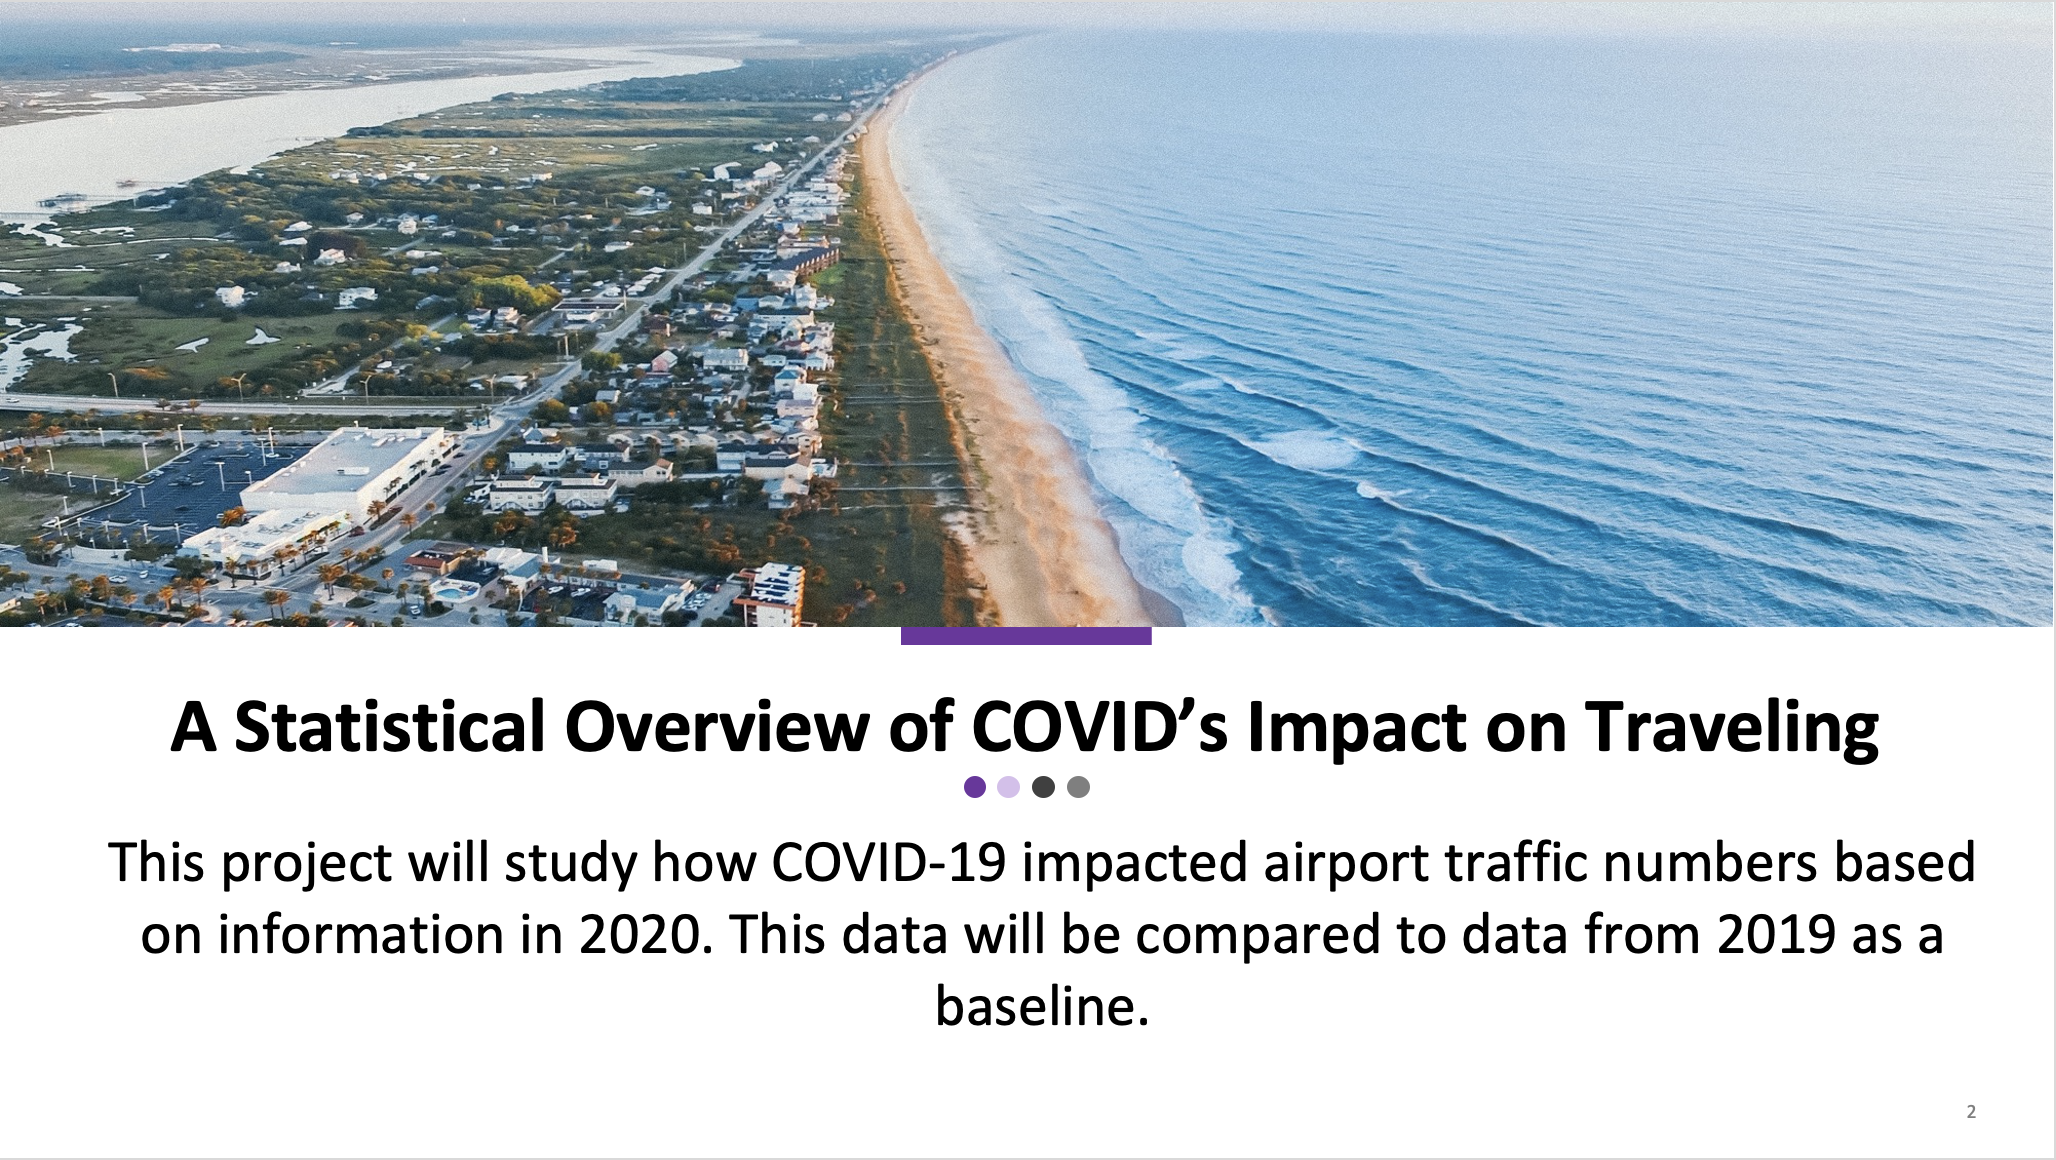 A Statistical Overview of COVID’s Impact on Traveling
This project will study how COVID-19 impacted airport traffic numbers based
on information in 2020. This data will be compared to data from 2019 as a
baseline.
2